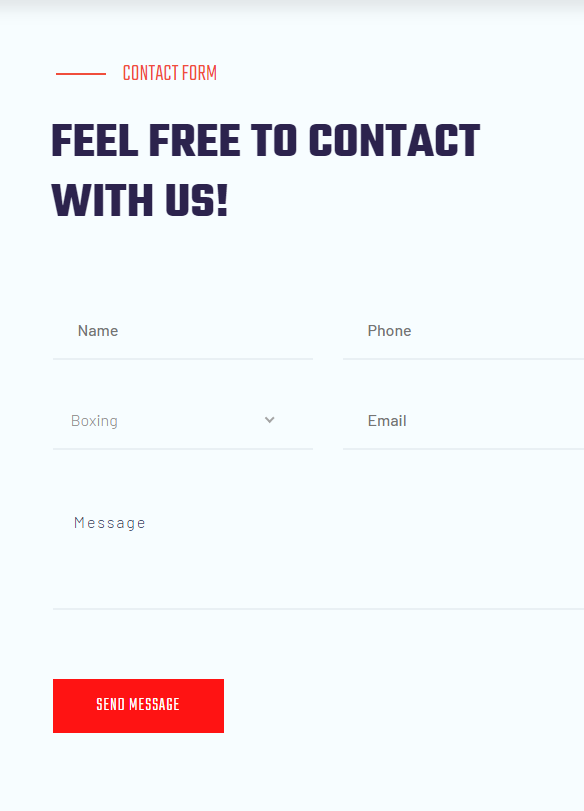 CONTACT FORM
FEEL FREE TO CONTACT
WITH US!
Name
Phone
Boxing
Email
Message
SEND MESSAGE